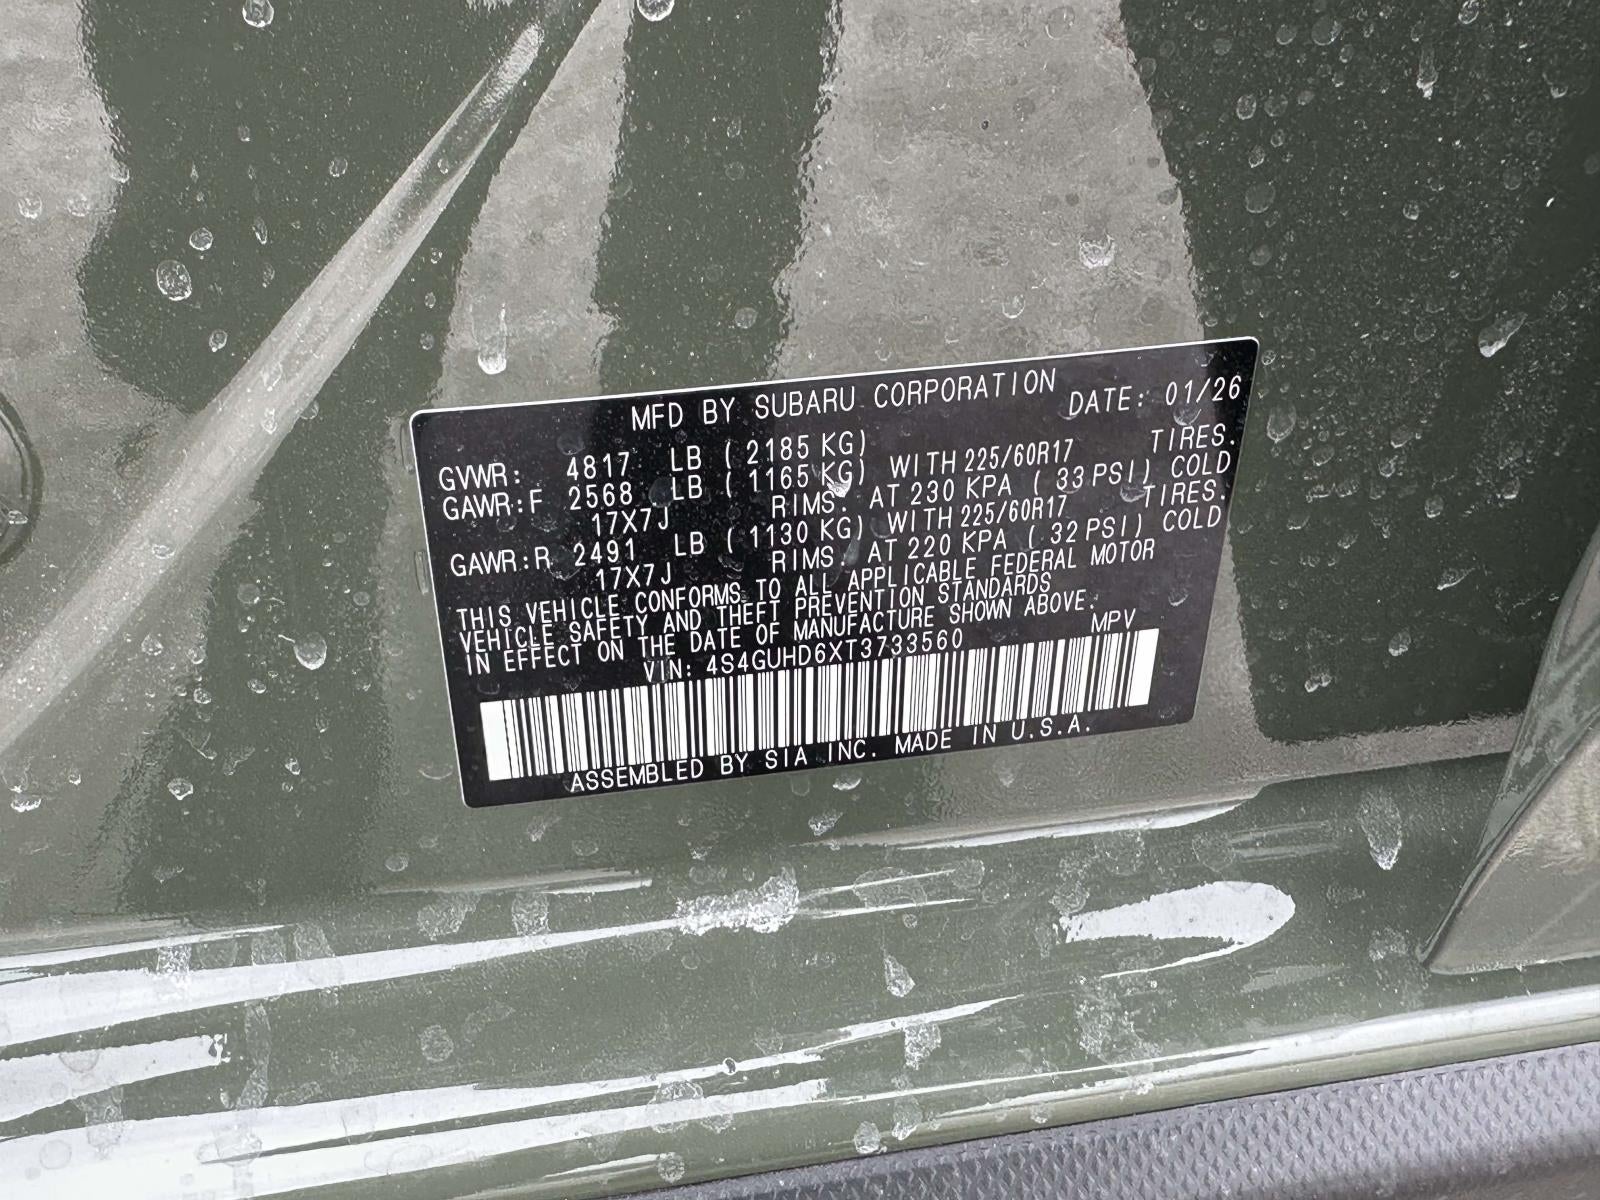 MFD BY SUBARU CORPORATION DATE: 01/26
GVWR: 4817 LB ( 2185 KG)
GAWR:F 2568 LB ( 1165 KG) WITH 225/60R17 TIRES.
17X7J RIMS. AT 230 KPA ( 33 PSI) COLD
GAWR:R 2491 LB ( 1130 KG) WITH 225/60R17 TIRES.
17X7J RIMS. AT 220 KPA ( 32 PSI) COLD
THIS VEHICLE CONFORMS TO ALL APPLICABLE FEDERAL MOTOR
VEHICLE SAFETY AND THEFT PREVENTION STANDARDS
IN EFFECT ON THE DATE OF MANUFACTURE SHOWN ABOVE.
VIN: 4S4GUHD6XT3733560 MPV
ASSEMBLED BY SIA INC. MADE IN U.S.A.